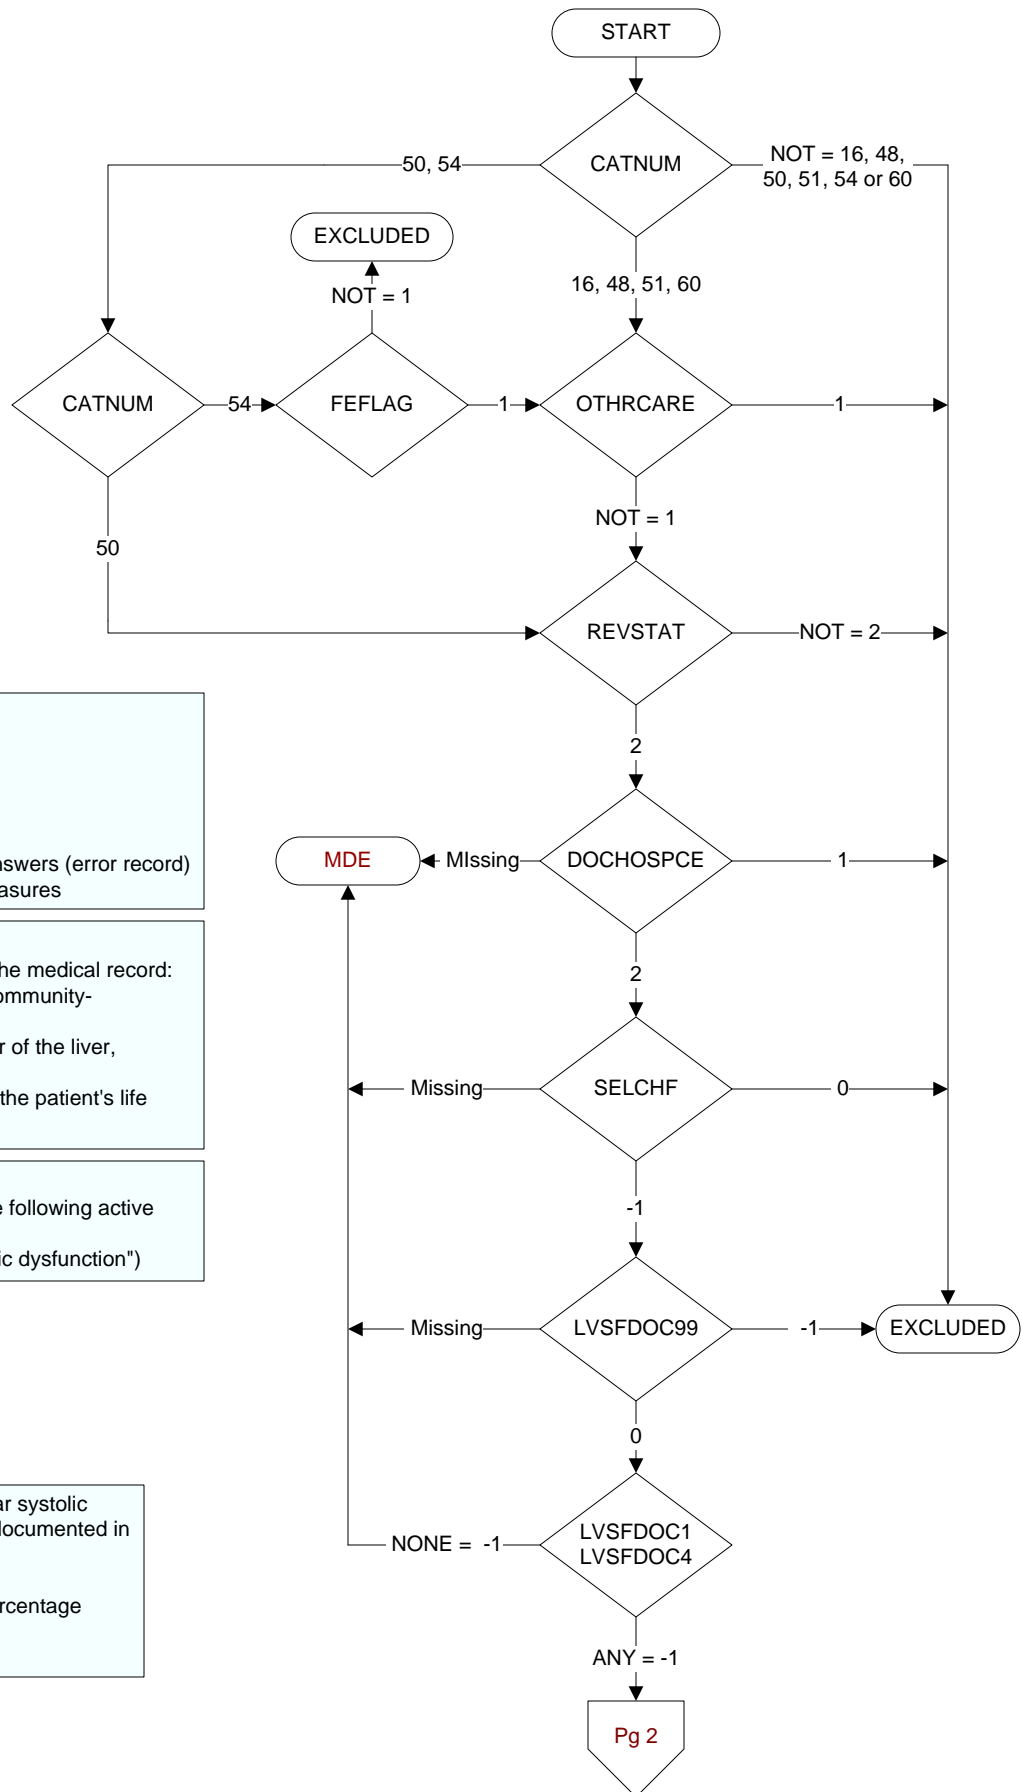 START
CATNUM
50, 54
NOT = 16, 48,
50, 51, 54 or 60
EXCLUDED
NOT = 1
16, 48, 51, 60
CATNUM
54
FEFLAG
1
OTHRCARE
1
NOT = 1
50
REVSTAT
NOT = 2
2
nswers (error record)
asures
MDE
MIssing
DOCHOSPCE
1
he medical record:
ommunity-
r of the liver,
the patient's life
2
Missing
SELCHF
0
e following active
ic dysfunction")
-1
Missing
LVSFDOC99
-1
EXCLUDED
0
ar systolic
documented in
rcentage
NONE = -1
LVSFDOC1
LVSFDOC4
ANY = -1
Pg 2